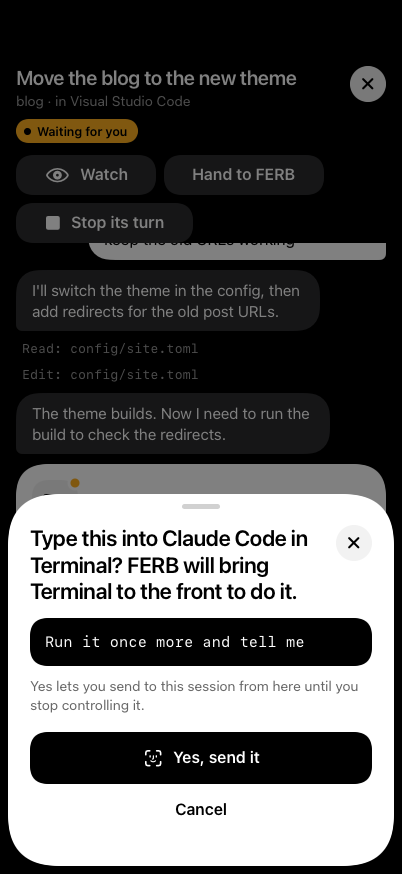 Move the blog to the new theme
blog · in Visual Studio Code
Waiting for you
Watch
Hand to FERB
Stop its turn
keep the old URLs working
I'll switch the theme in the config, then
add redirects for the old post URLs.
Read: config/site.toml
Edit: config/site.toml
The theme builds. Now I need to run the
build to check the redirects.
Type this into Claude Code in
Terminal? FERB will bring
Terminal to the front to do it.
Run it once more and tell me
Yes lets you send to this session from here until you
stop controlling it.
Yes, send it
Cancel